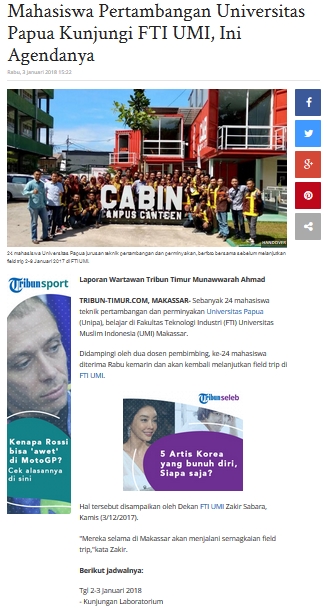 Mahasiswa Pertambangan Universitas
Papua Kunjungi FTI UMI, Ini
Agendanya
Rabu, 3 Januari 2018 15:22
CABIN
CAMPUS CANTEEN
HANDOVER
24 mahasiswa Universitas Papua jurusan teknik pertambangan dan perminyakan, berfoto bersama sebelum melanjutkan
field trip 2-9 Januari 2017 di FTI UMI.
Laporan Wartawan Tribun Timur Munawwarah Ahmad
TRIBUN-TIMUR.COM, MAKASSAR- Sebanyak 24 mahasiswa
teknik pertambangan dan perminyakan Universitas Papua
(Unipa), belajar di Fakultas Teknologi Industri (FTI) Universitas
Muslim Indonesia (UMI) Makassar.
Didampingi oleh dua dosen pembimbing, ke-24 mahasiswa
diterima Rabu kemarin dan akan kembali melanjutkan field trip di
FTI UMI.
Tribunsport
Kenapa Rossi
bisa 'awet'
di MotoGP?
Cek alasannya
di sini
Tribunseleb
5 Artis Korea
yang bunuh diri,
Siapa saja?
Hal tersebut disampaikan oleh Dekan FTI UMI Zakir Sabara,
Kamis (3/12/2017).
"Mereka selama di Makassar akan menjalani semagkaian field
trip,"kata Zakir.
Berikut jadwalnya:
Tgl 2-3 Januari 2018
- Kunjungan Laboratorium